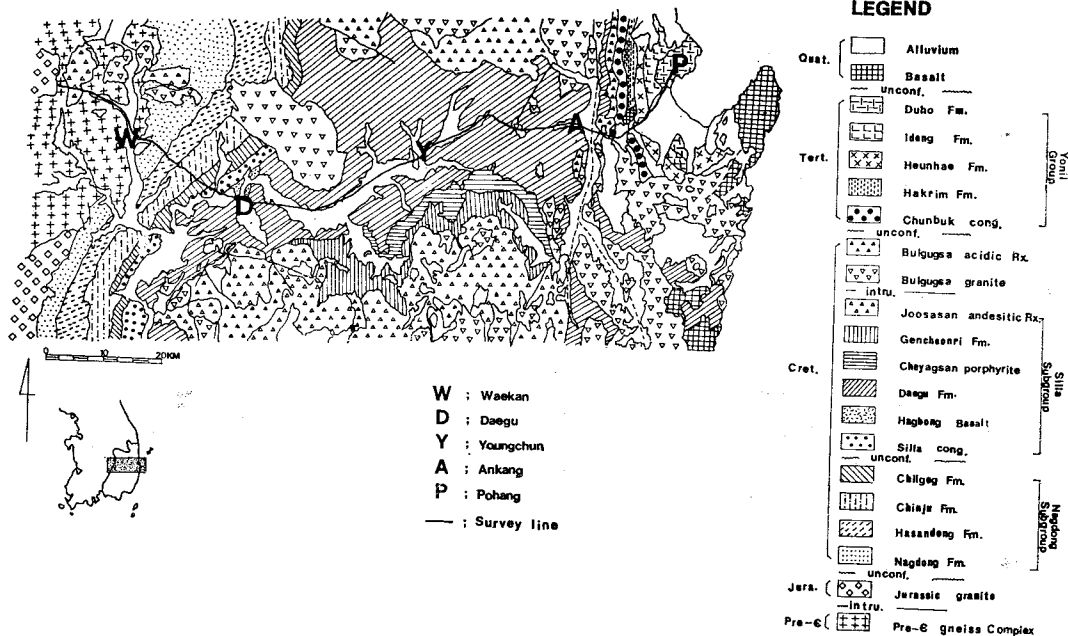 W
D
Y
A
P
0 10 20KM
W ; Waekan
D ; Daegu
Y ; Youngchun
A ; Ankang
P ; Pohang
— ; Survey line
LEGEND
Quat.
Alluvium
Basalt
unconf.
Tert.
Duho Fm.
Ideng Fm.
Heunhae Fm.
Hakrim Fm.
Chunbuk cong.
Yonil Group
unconf.
Cret.
Bulgugsa acidic Rx.
Bulgugsa granite
intru.
Joosasan andesitic Rx.
Gencheonri Fm.
Cheyagsan porphyrite
Daegu Fm.
Hagbong Basalt
Silla cong.
Silla Subgroup
unconf.
Chilgog Fm.
Chinju Fm.
Hasandong Fm.
Nagdong Fm.
Nagdong Subgroup
unconf.
Jura.
Jurassic granite
intru.
Pre-Є
Pre-Є gneiss Complex